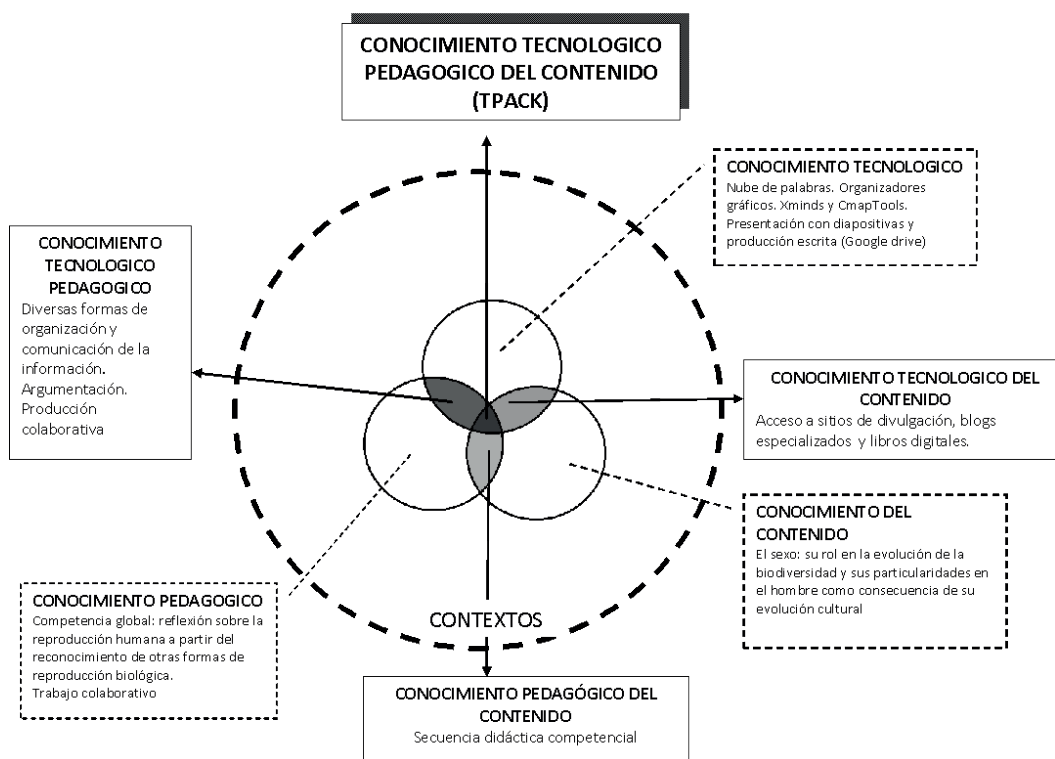 CONOCIMIENTO TECNOLOGICO
PEDAGOGICO DEL CONTENIDO
(TPACK)
CONOCIMIENTO TECNOLOGICO
Nube de palabras. Organizadores
gráficos. Xminds y CmapTools.
Presentación con diapositivas y
producción escrita (Google drive)
CONOCIMIENTO
TECNOLOGICO
PEDAGOGICO
Diversas formas de
organización y
comunicación de la
información.
Argumentación.
Producción
colaborativa
CONOCIMIENTO TECNOLOGICO DEL
CONTENIDO
Acceso a sitios de divulgación, blogs
especializados y libros digitales.
CONOCIMIENTO DEL
CONTENIDO
El sexo: su rol en la evolución de la
biodiversidad y sus particularidades en
el hombre como consecuencia de su
evolución cultural
CONOCIMIENTO PEDAGOGICO
Competencia global: reflexión sobre la
reproducción humana a partir del
reconocimiento de otras formas de
reproducción biológica.
Trabajo colaborativo
CONTEXTOS
CONOCIMIENTO PEDAGÓGICO DEL
CONTENIDO
Secuencia didáctica competencial